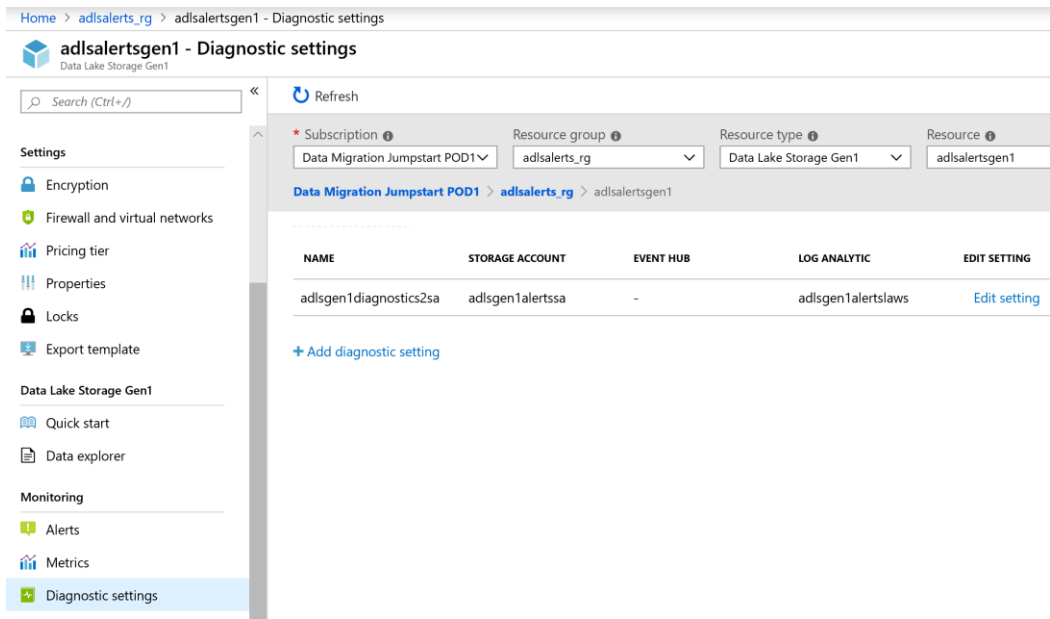 Home > adlsalerts_rg > adlsalertsgen1 - Diagnostic settings
adlsalertsgen1 - Diagnostic settings
Data Lake Storage Gen1
Search (Ctrl+/)
«
Settings
Encryption
Firewall and virtual networks
Pricing tier
Properties
Locks
Export template
Data Lake Storage Gen1
Quick start
Data explorer
Monitoring
Alerts
Metrics
Diagnostic settings
Refresh
* Subscription Resource group Resource type Resource
Data Migration Jumpstart POD1 adlsalerts_rg Data Lake Storage Gen1 adlsalertsgen1
Data Migration Jumpstart POD1 > adlsalerts_rg > adlsalertsgen1
NAME STORAGE ACCOUNT EVENT HUB LOG ANALYTIC EDIT SETTING
adlsgen1diagnostics2sa adlsgen1alertssa - adlsgen1alertslaws Edit setting
+ Add diagnostic setting